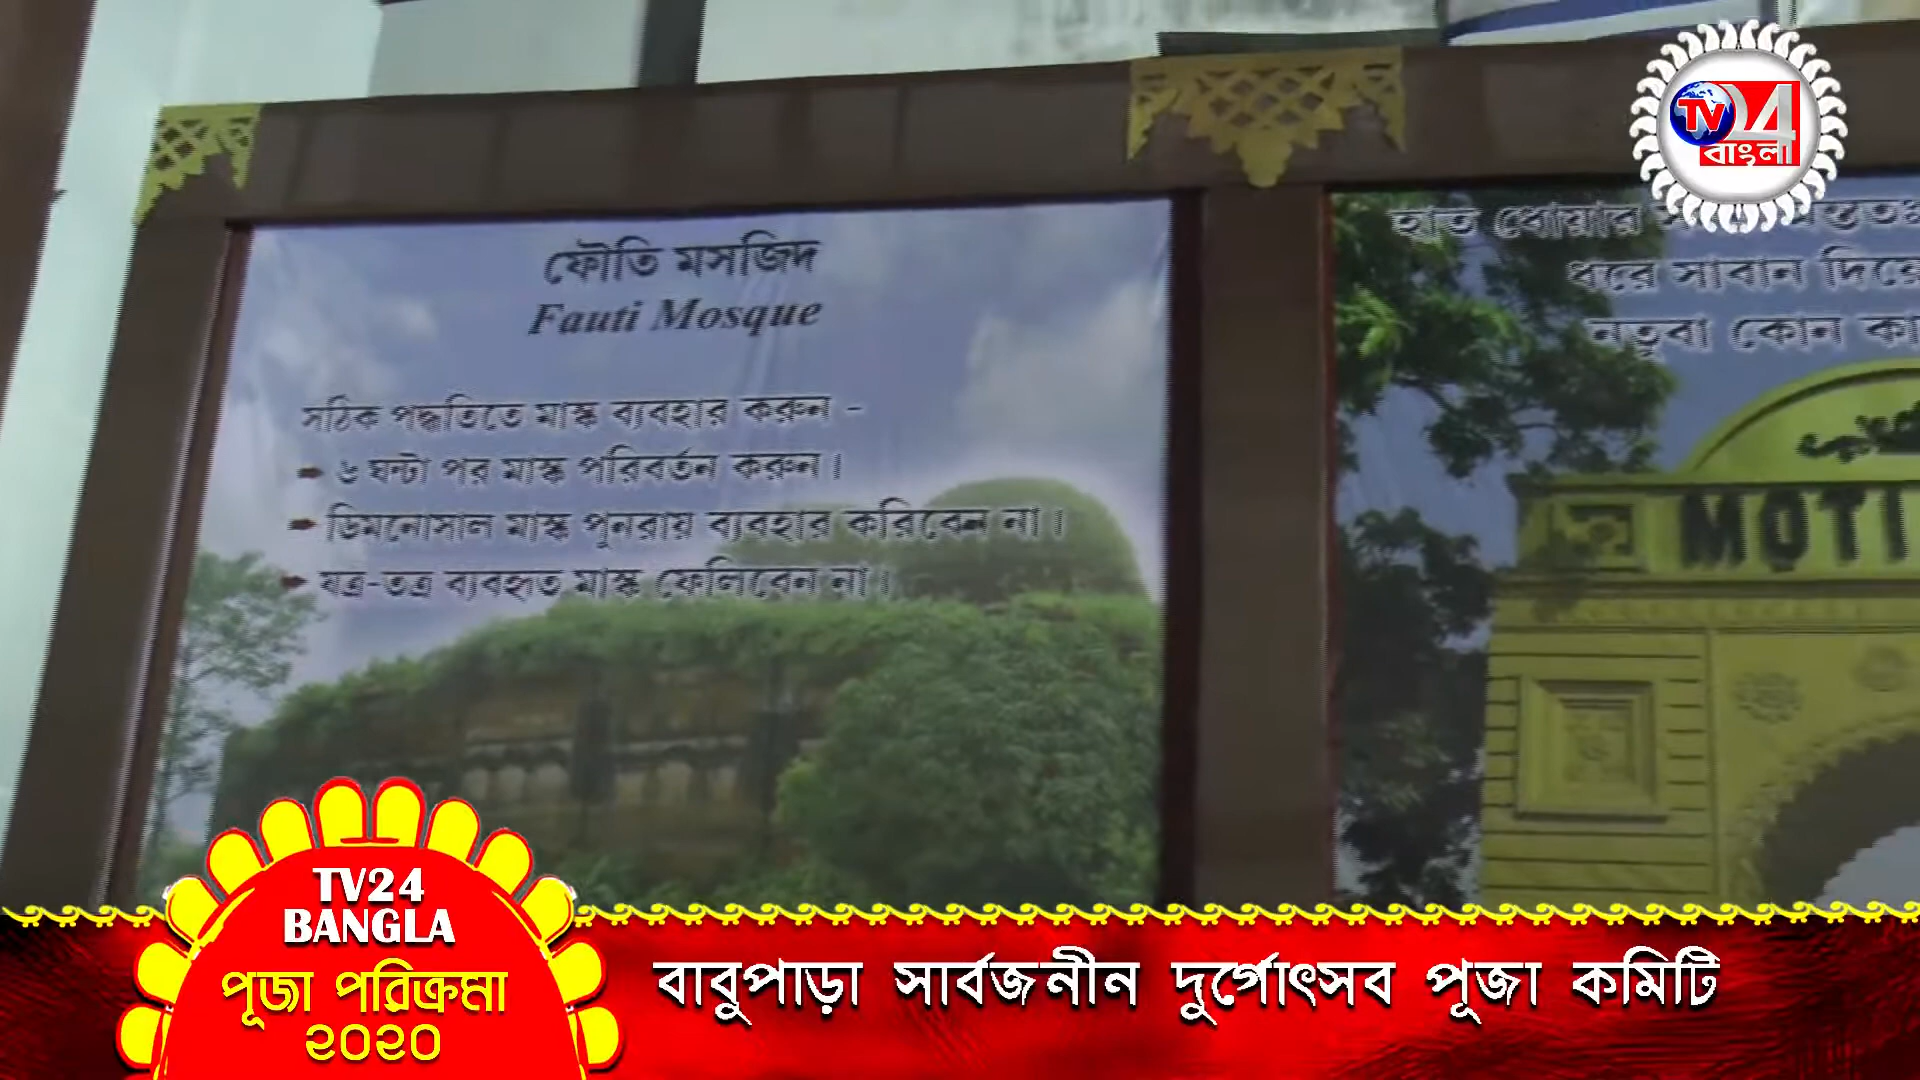 TV24
বাংলা
ফৌতি মসজিদ
Fauti Mosque
সঠিক পদ্ধতিতে মাস্ক ব্যবহার করুন -
৬ ঘন্টা পর মাস্ক পরিবর্তন করুন।
ডিমনোসাল মাস্ক পুনরায় ব্যবহার করিবেন না।
যত্র-তত্র ব্যবহৃত মাস্ক ফেলিবেন না।
হাত ধোয়ার
ধরে সাবান দিয়ে
নতুবা কোন
MOTI
TV24
BANGLA
পূজা পরিক্রমা
২০২০
বাবুপাড়া সার্বজনীন দুর্গোৎসব পূজা কমিটি